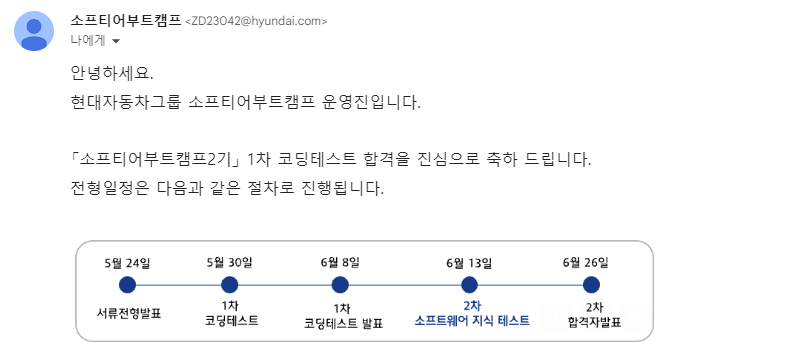 소프티어부트캠프 <ZD23042@hyundai.com>
나에게
안녕하세요.
현대자동차그룹 소프티어부트캠프 운영진입니다.
「소프티어부트캠프2기」 1차 코딩테스트 합격을 진심으로 축하 드립니다.
전형일정은 다음과 같은 절차로 진행됩니다.
5월 24일
서류전형발표
5월 30일
1차
코딩테스트
6월 8일
1차
코딩테스트 발표
6월 13일
2차
소프트웨어 지식 테스트
6월 26일
2차
합격자발표